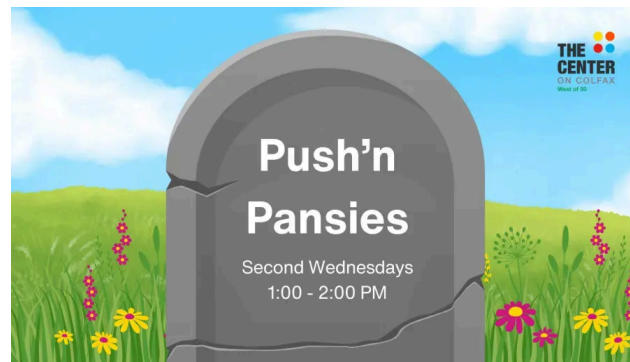 THE
CENTER
ON COLFAX
West of 50
Push'n
Pansies
Second Wednesdays
1:00 - 2:00 PM